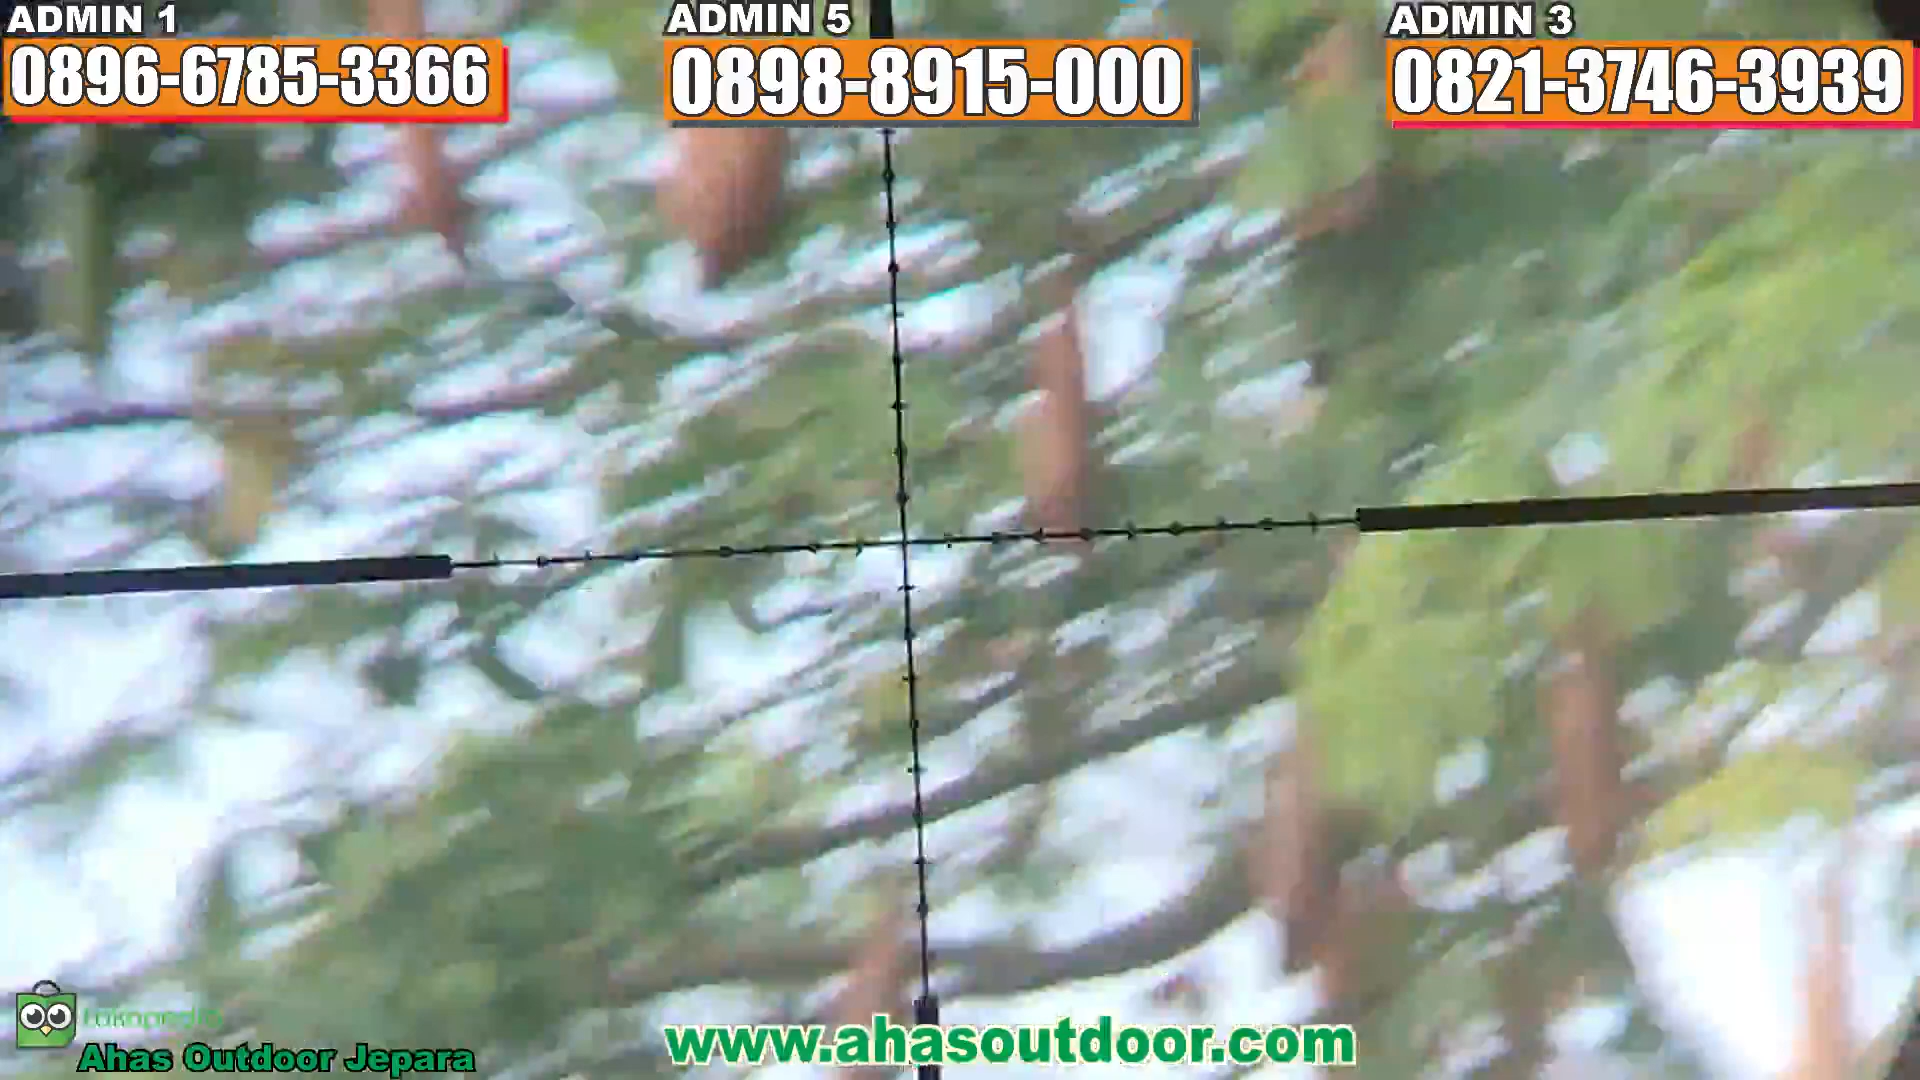 ADMIN 1
0896-6785-3366
ADMIN 5
0898-8915-000
ADMIN 3
0821-3746-3939
tokopedia
Ahas Outdoor Jepara
www.ahasoutdoor.com